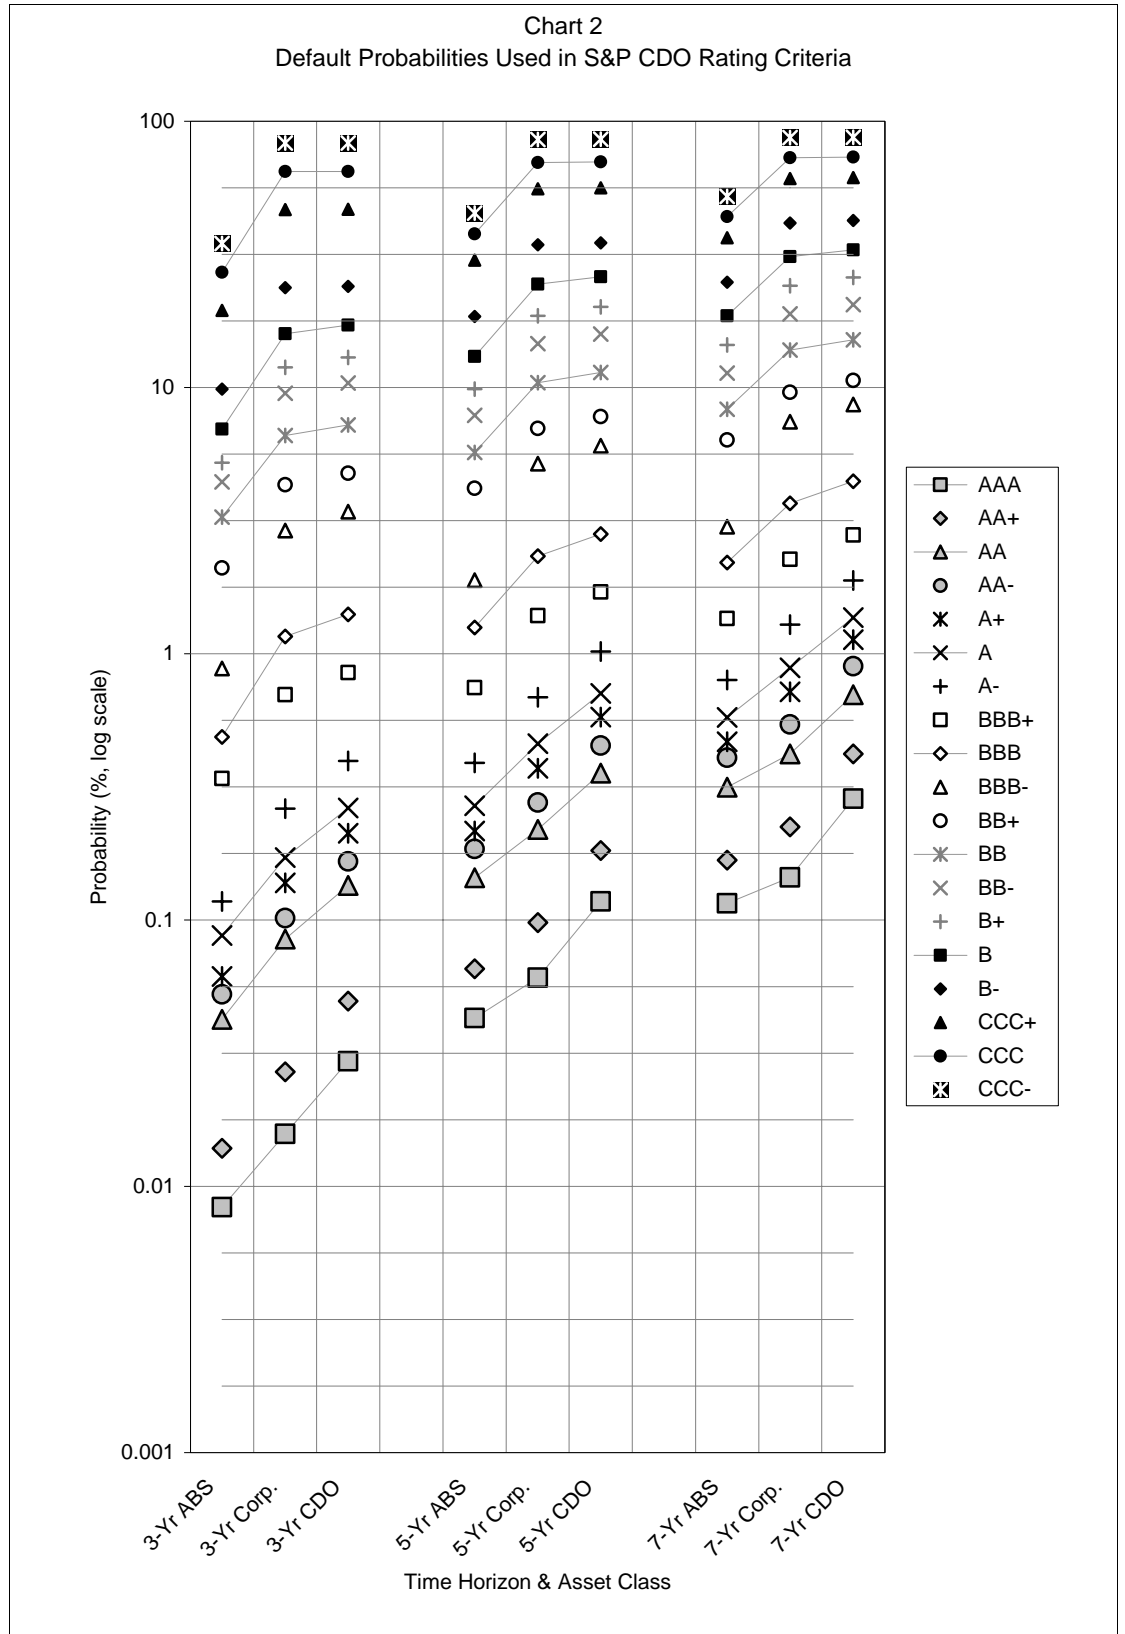 Chart 2
Default Probabilities Used in S&P CDO Rating Criteria
100
10
1
0.1
0.01
0.001
Probability (%, log scale)
3-Yr ABS
3-Yr Corp.
3-Yr CDO
5-Yr ABS
5-Yr Corp.
5-Yr CDO
7-Yr ABS
7-Yr Corp.
7-Yr CDO
Time Horizon & Asset Class
AAA
AA+
AA
AA-
A+
A
A-
BBB+
BBB
BBB-
BB+
BB
BB-
B+
B
B-
CCC+
CCC
CCC-